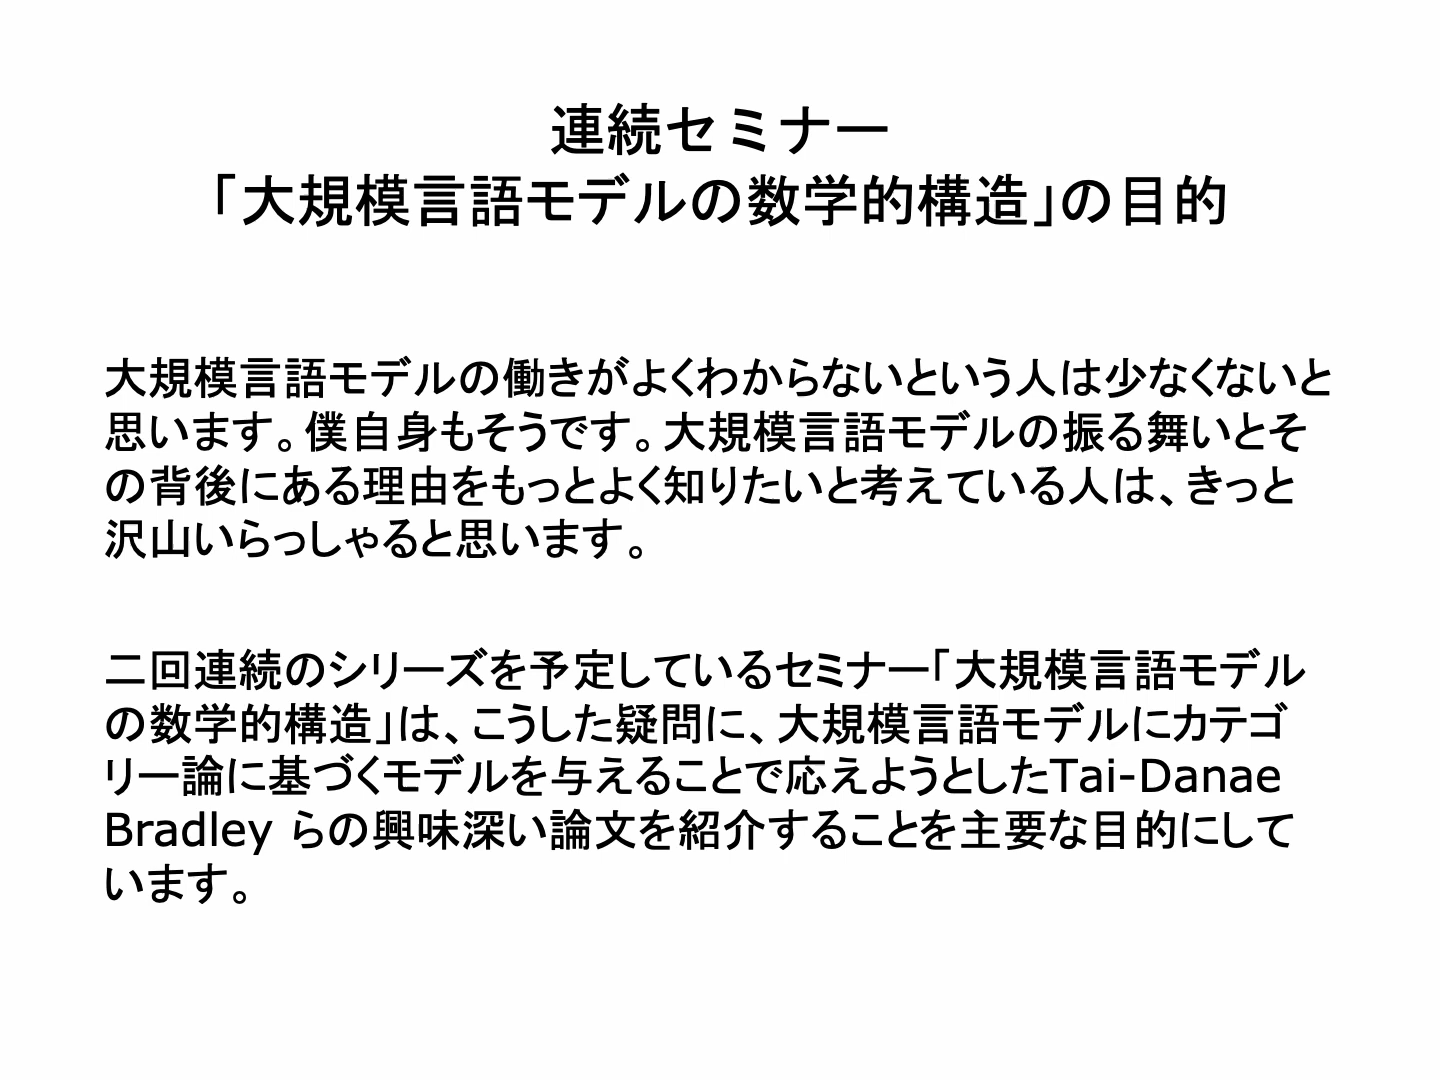 連続セミナー
「大規模言語モデルの数学的構造」の目的
大規模言語モデルの働きがよくわからないという人は少なくないと
思います。僕自身もそうです。大規模言語モデルの振る舞いとそ
の背後にある理由をもっとよく知りたいと考えている人は、きっと
沢山いらっしゃると思います。
二回連続のシリーズを予定しているセミナー「大規模言語モデル
の数学的構造」は、こうした疑問に、大規模言語モデルにカテゴ
リー論に基づくモデルを与えることで応えようとしたTai-Danae
Bradley らの興味深い論文を紹介することを主要な目的にして
います。